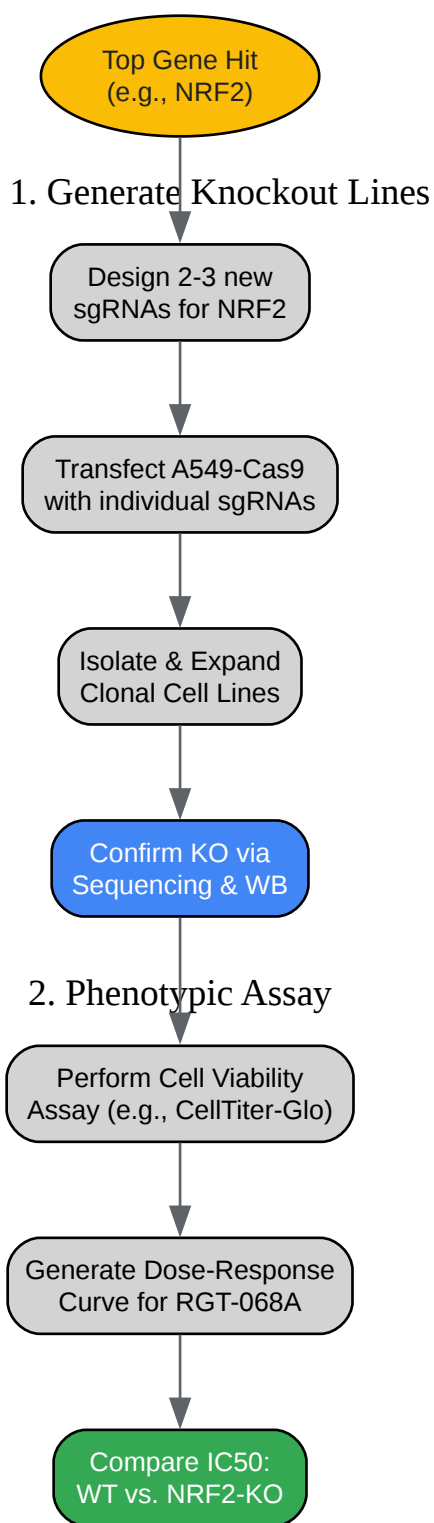 Top Gene Hit
(e.g., NRF2)
1. Generate Knockout Lines
Design 2-3 new
sgRNAs for NRF2
Transfect A549-Cas9
with individual sgRNAs
Isolate & Expand
Clonal Cell Lines
Confirm KO via
Sequencing & WB
2. Phenotypic Assay
Perform Cell Viability
Assay (e.g., CellTiter-Glo)
Generate Dose-Response
Curve for RGT-068A
Compare IC50:
WT vs. NRF2-KO